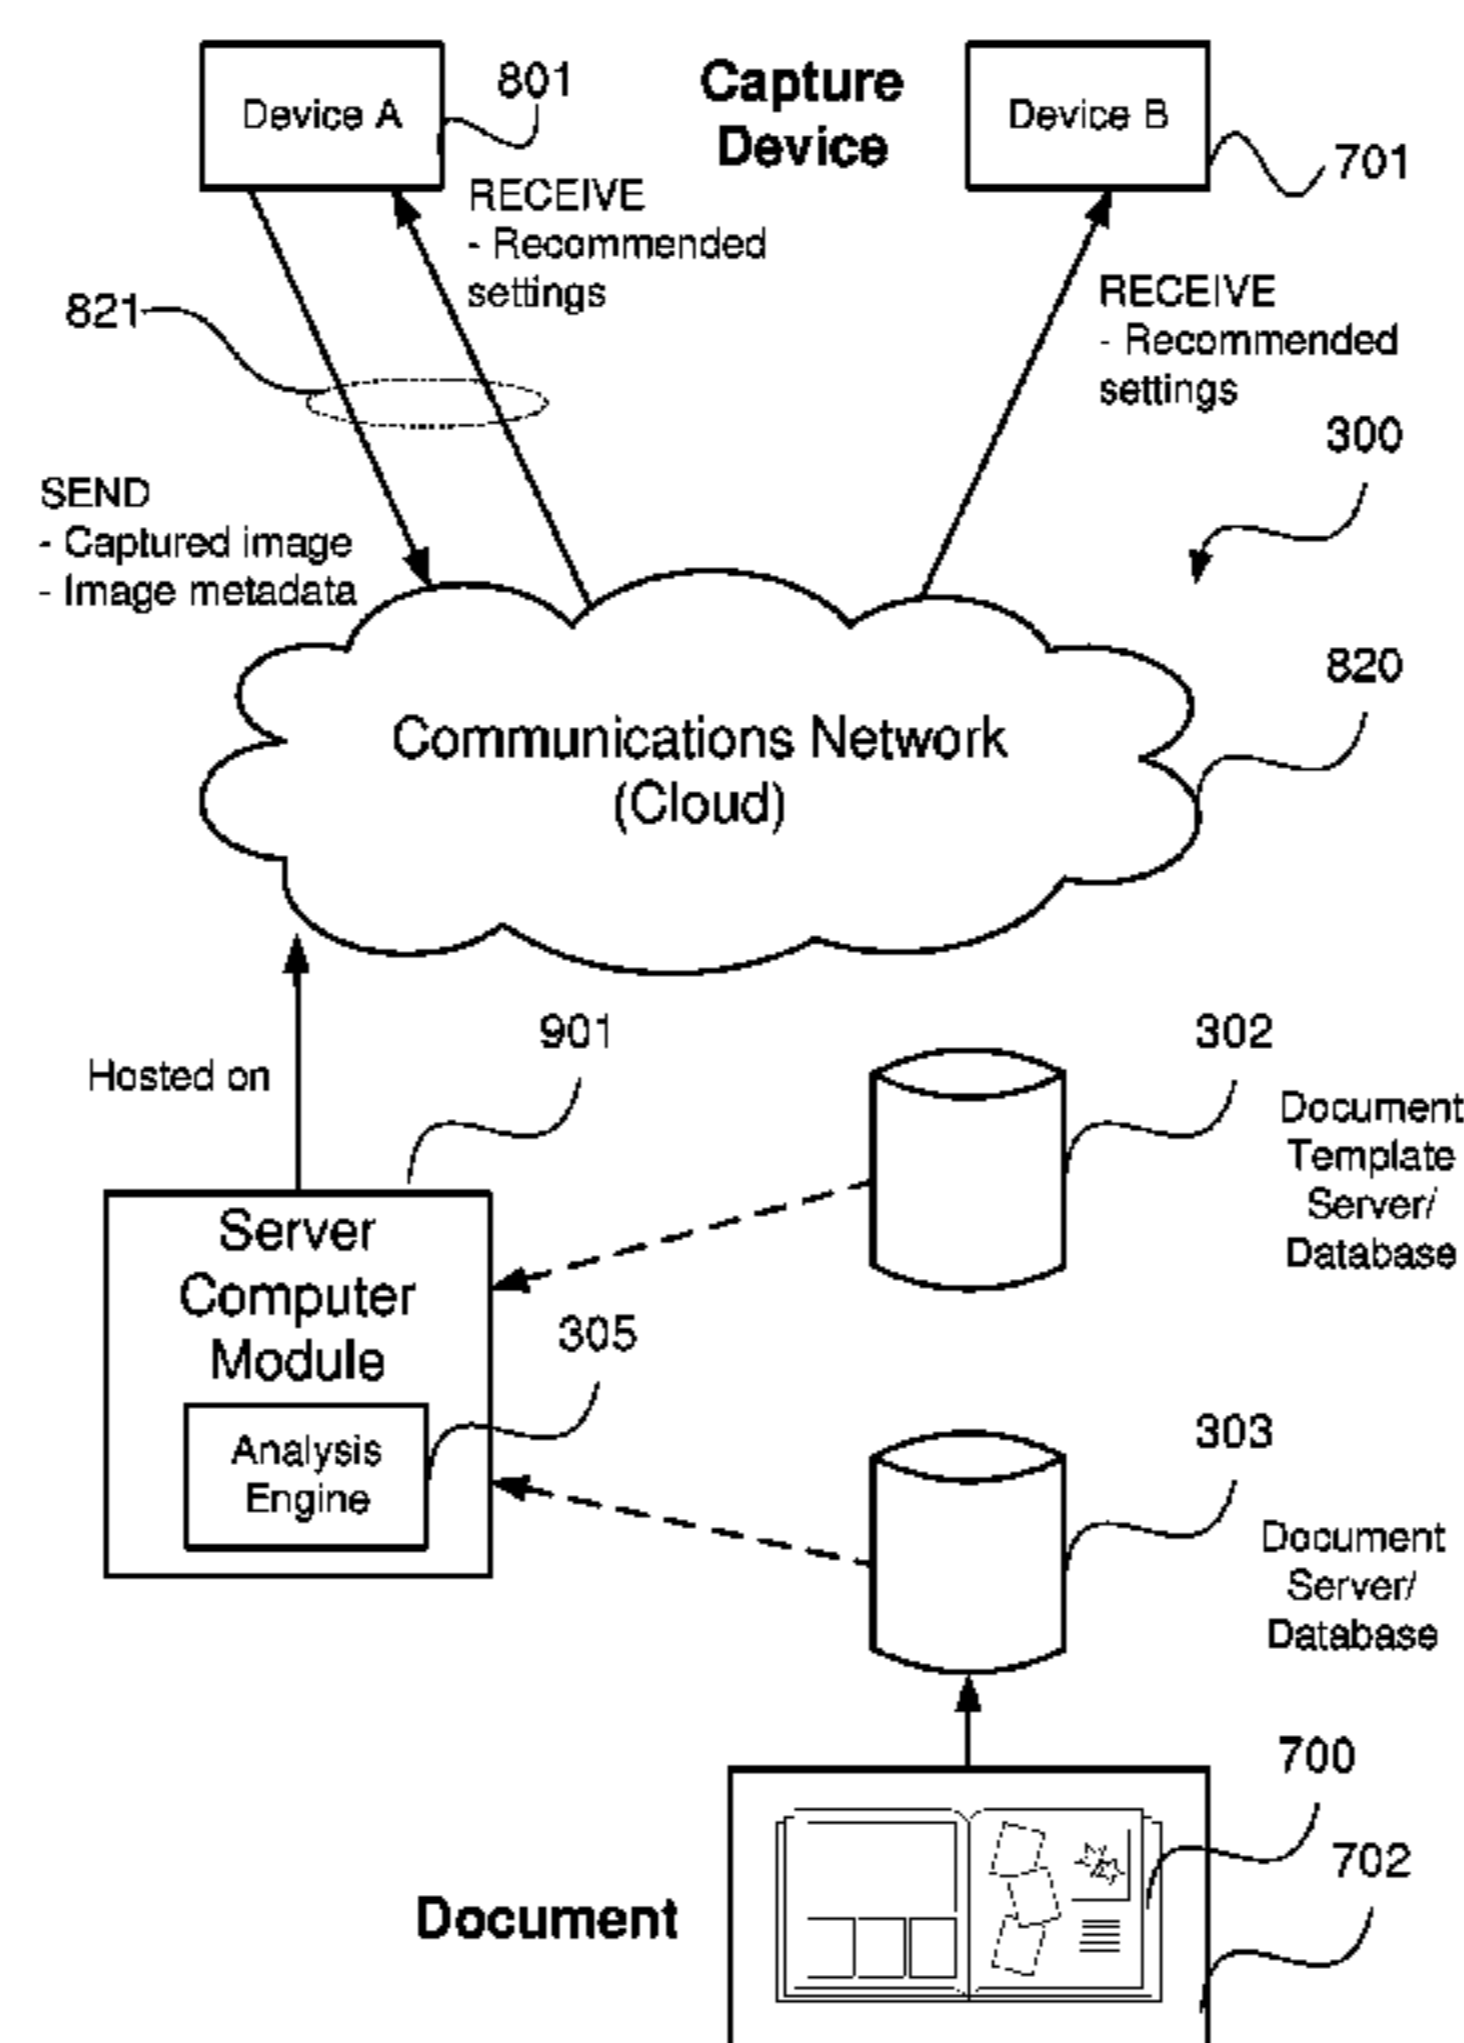 Device A
801
Capture
Device
Device B
701
RECEIVE
- Recommended
settings
821
RECEIVE
- Recommended
settings
300
SEND
- Captured image
- Image metadata
820
Communications Network
(Cloud)
Hosted on
901
302
Document
Template
Server/
Database
Server
Computer
Module
305
Analysis
Engine
303
Document
Server/
Database
700
702
Document